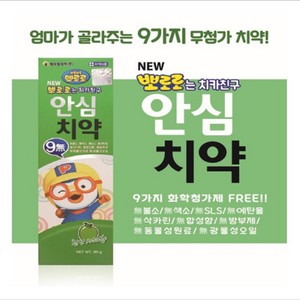 엄마가 골라주는 9가지 무첨가 치약!
NEW
뽀로로는 치카친구
안심
치약
9가지 화학첨가제 FREE!!
無불소/無색소/無SLS/無에탄올
無삭카린/無합성향/無방부제
無동물성원료/無광물성오일
NEW
뽀로로는 치카친구
안심
치약
9無